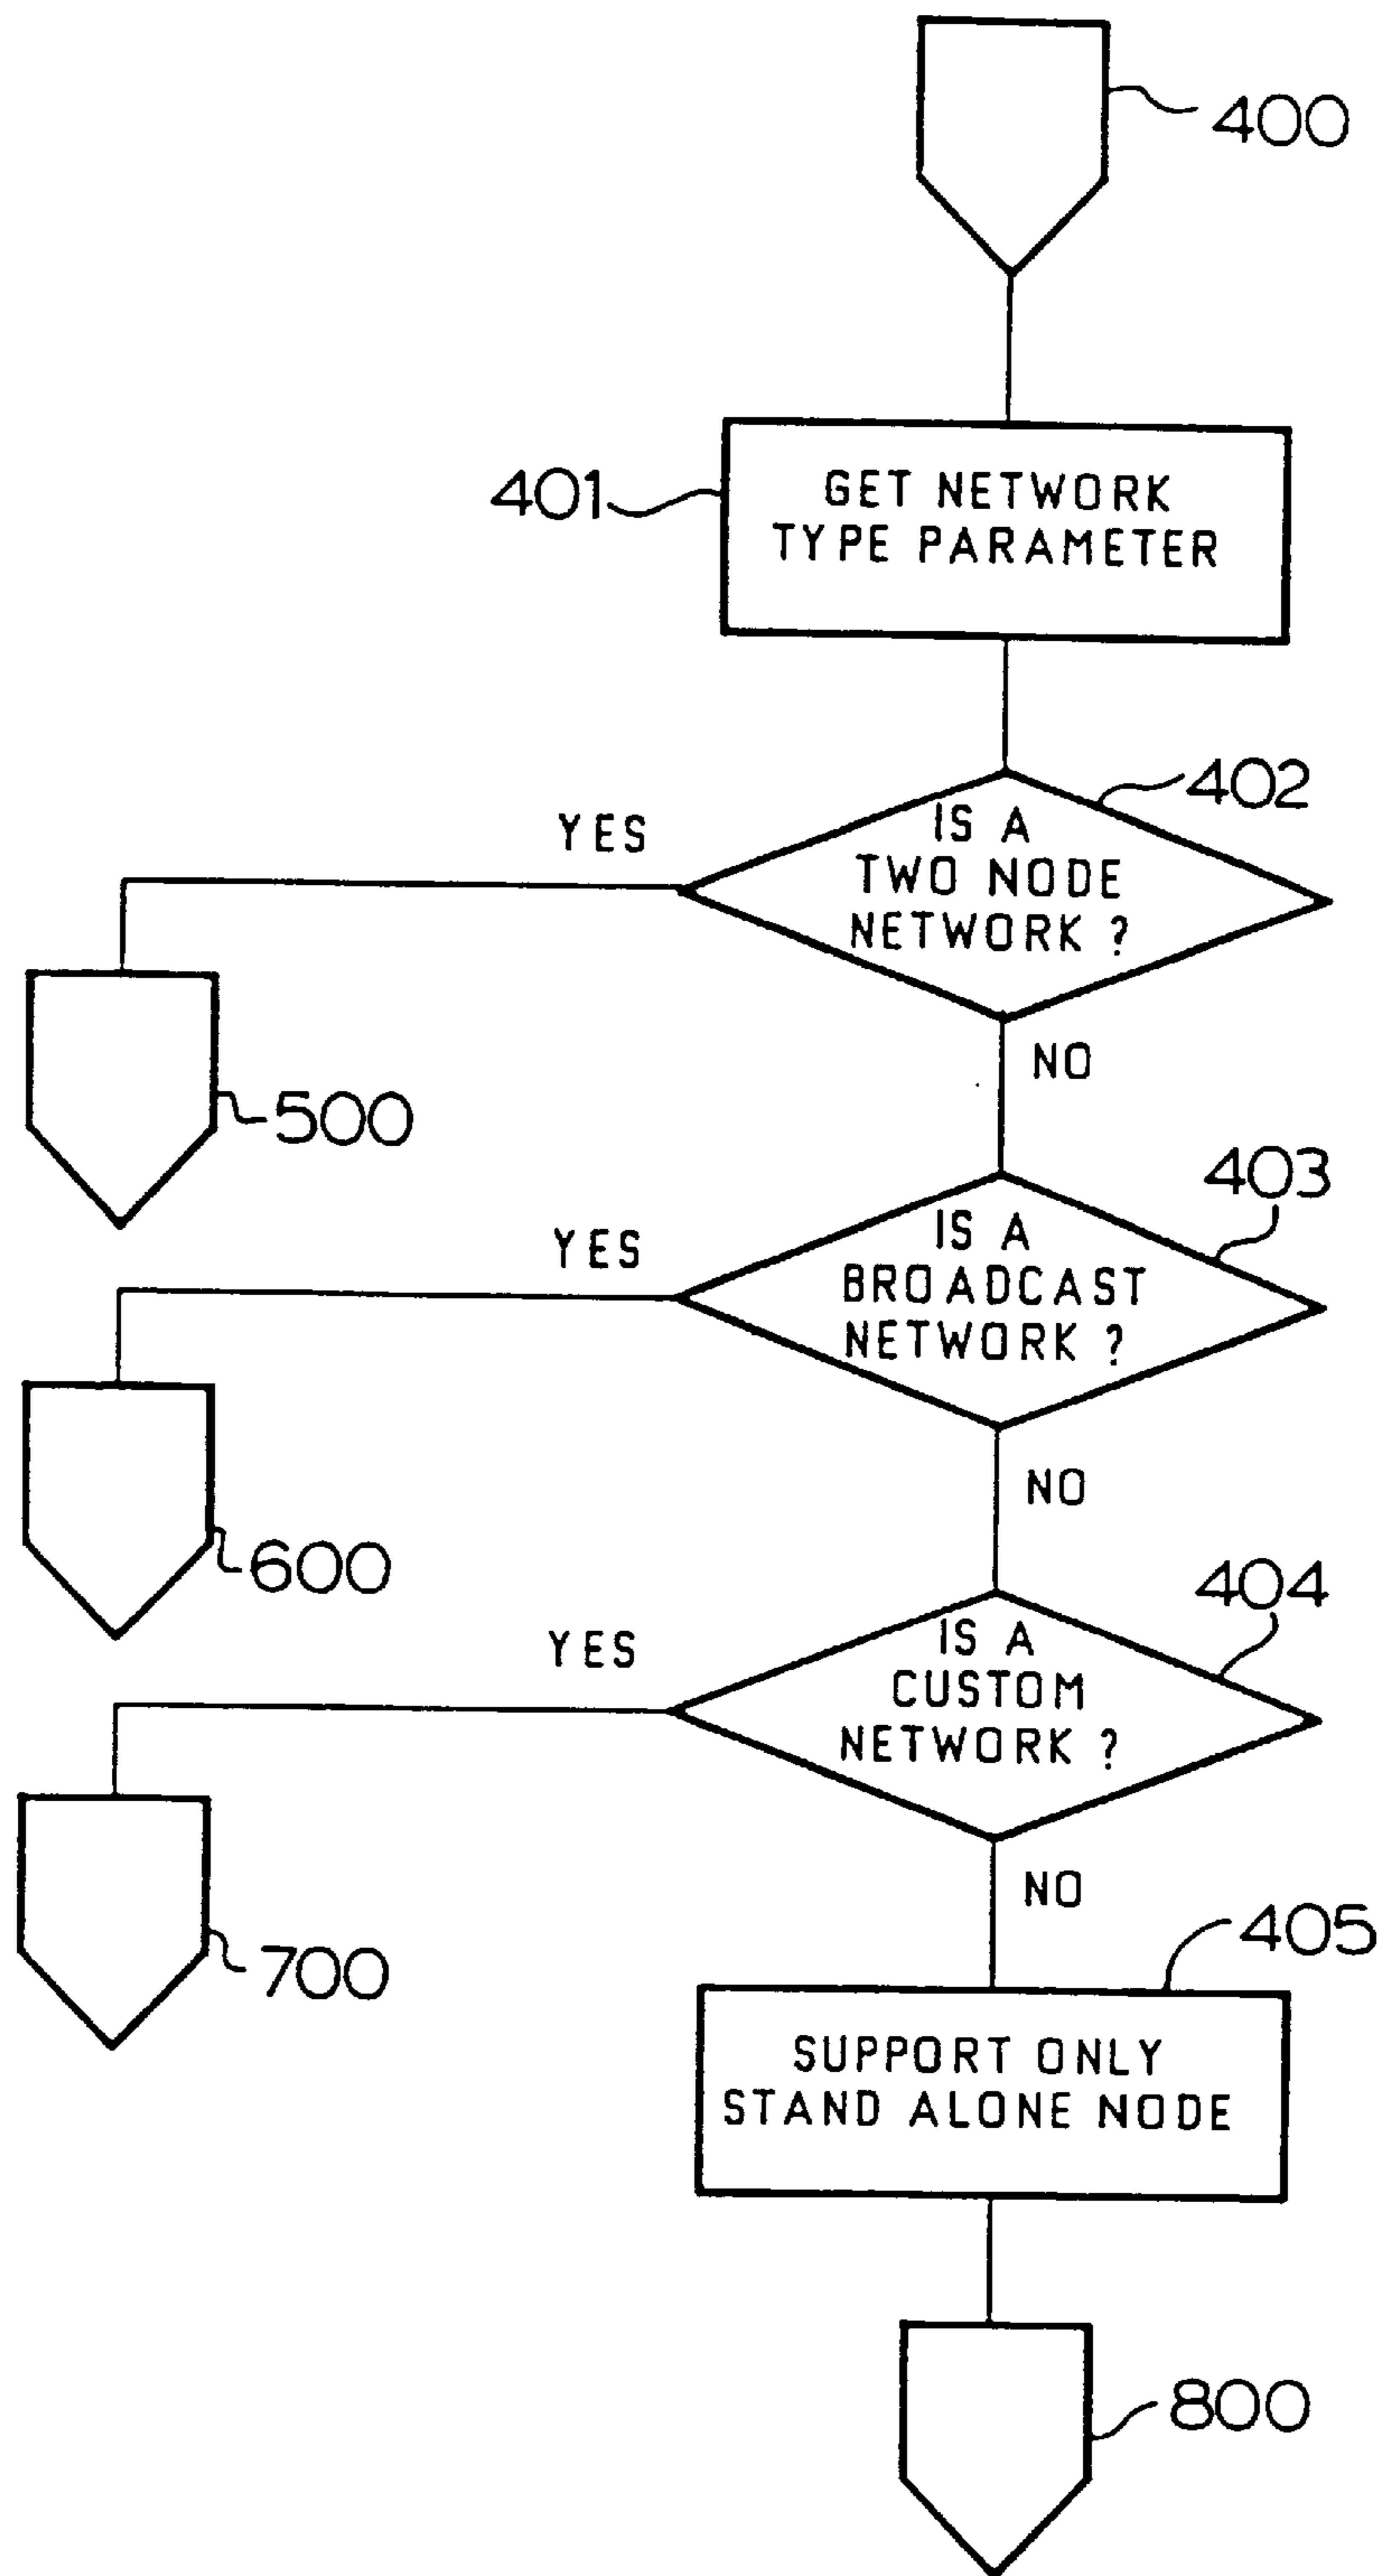 400
401
GET NETWORK
TYPE PARAMETER
402
YES
IS A
TWO NODE
NETWORK ?
NO
500
403
YES
IS A
BROADCAST
NETWORK ?
NO
600
404
YES
IS A
CUSTOM
NETWORK ?
NO
700
405
SUPPORT ONLY
STAND ALONE NODE
800